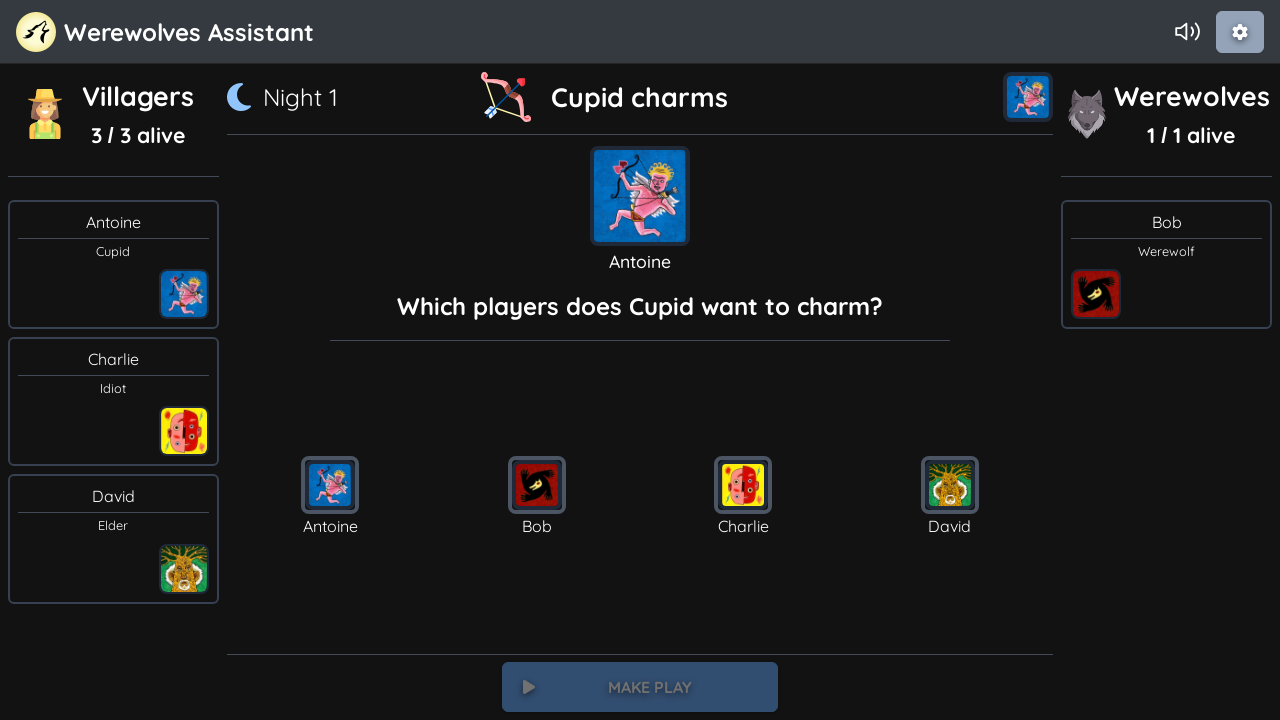 Werewolves Assistant
Villagers
3 / 3 alive
Night 1
Cupid charms
Werewolves
1 / 1 alive
Antoine
Cupid
Charlie
Idiot
David
Elder
Antoine
Which players does Cupid want to charm?
Antoine
Bob
Charlie
David
MAKE PLAY
Bob
Werewolf